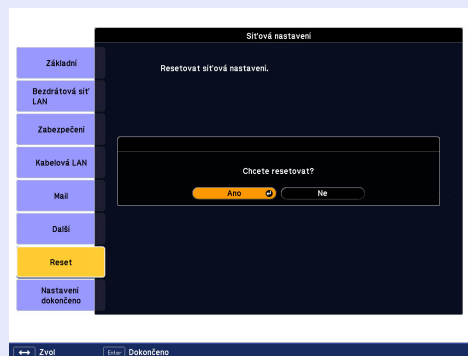 Síťová nastavení
Základní
Resetovat síťová nastavení.
Bezdrátová síť
LAN
Zabezpečení
Kabelová LAN
Chcete resetovat?
Ano
Ne
Mail
Další
Reset
Nastavení
dokončeno
Zvol
Enter Dokončeno